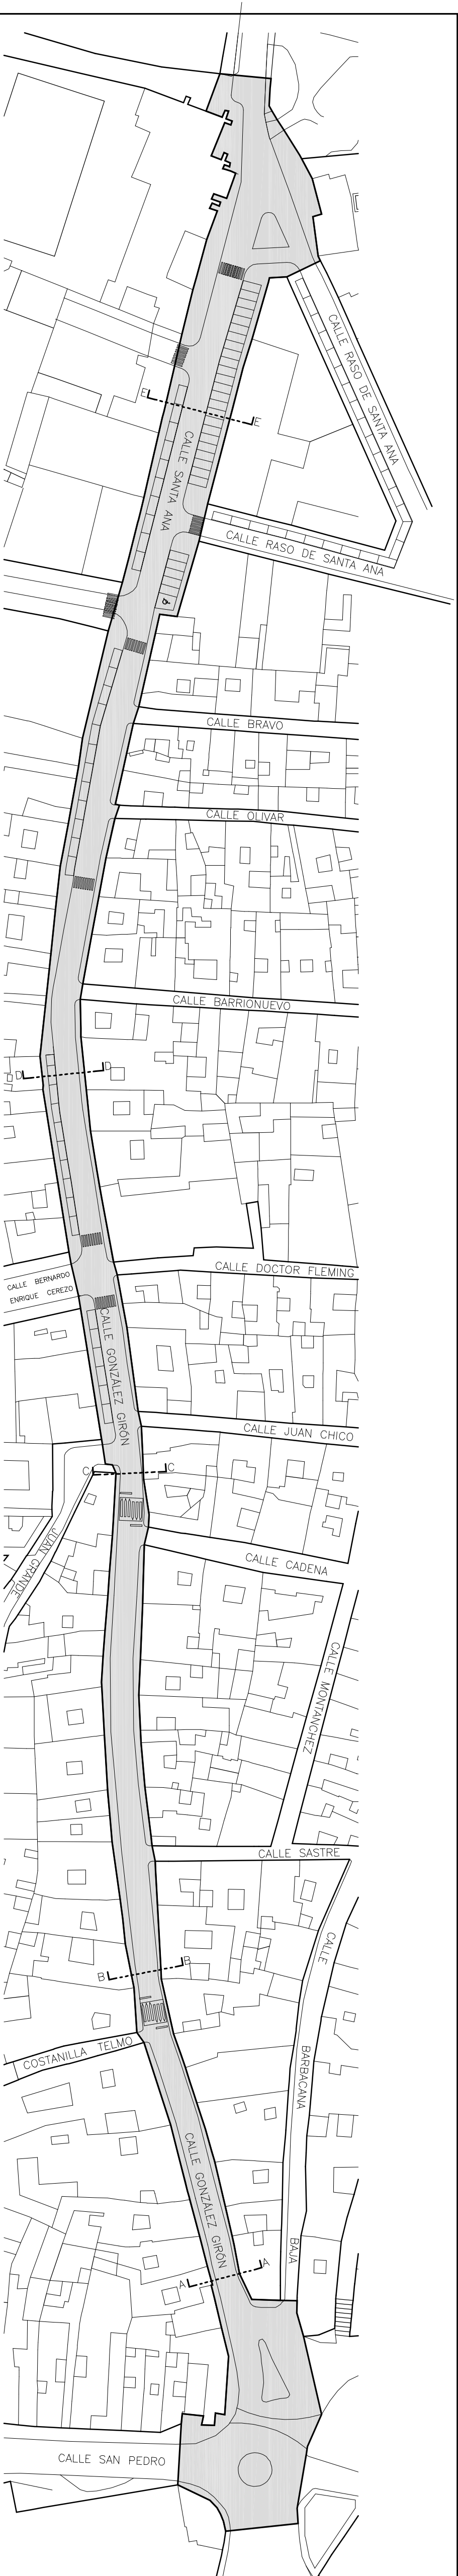 CALLE RASO DE SANTA ANA
E
E
CALLE SANTA ANA
CALLE RASO DE SANTA ANA
CALLE BRAVO
CALLE OLIVAR
CALLE BARRIONUEVO
D
D
CALLE DOCTOR FLEMING
CALLE BERNARDO
ENRIQUE CEREZO
CALLE GONZÁLEZ GIRÓN
CALLE JUAN CHICO
C
C
JUAN GRANDE
CALLE CADENA
CALLE MONTANCHEZ
CALLE SASTRE
CALLE BARBACANA BAJA
B
B
COSTANILLA TELMO
CALLE GONZÁLEZ GIRÓN
A
A
CALLE SAN PEDRO